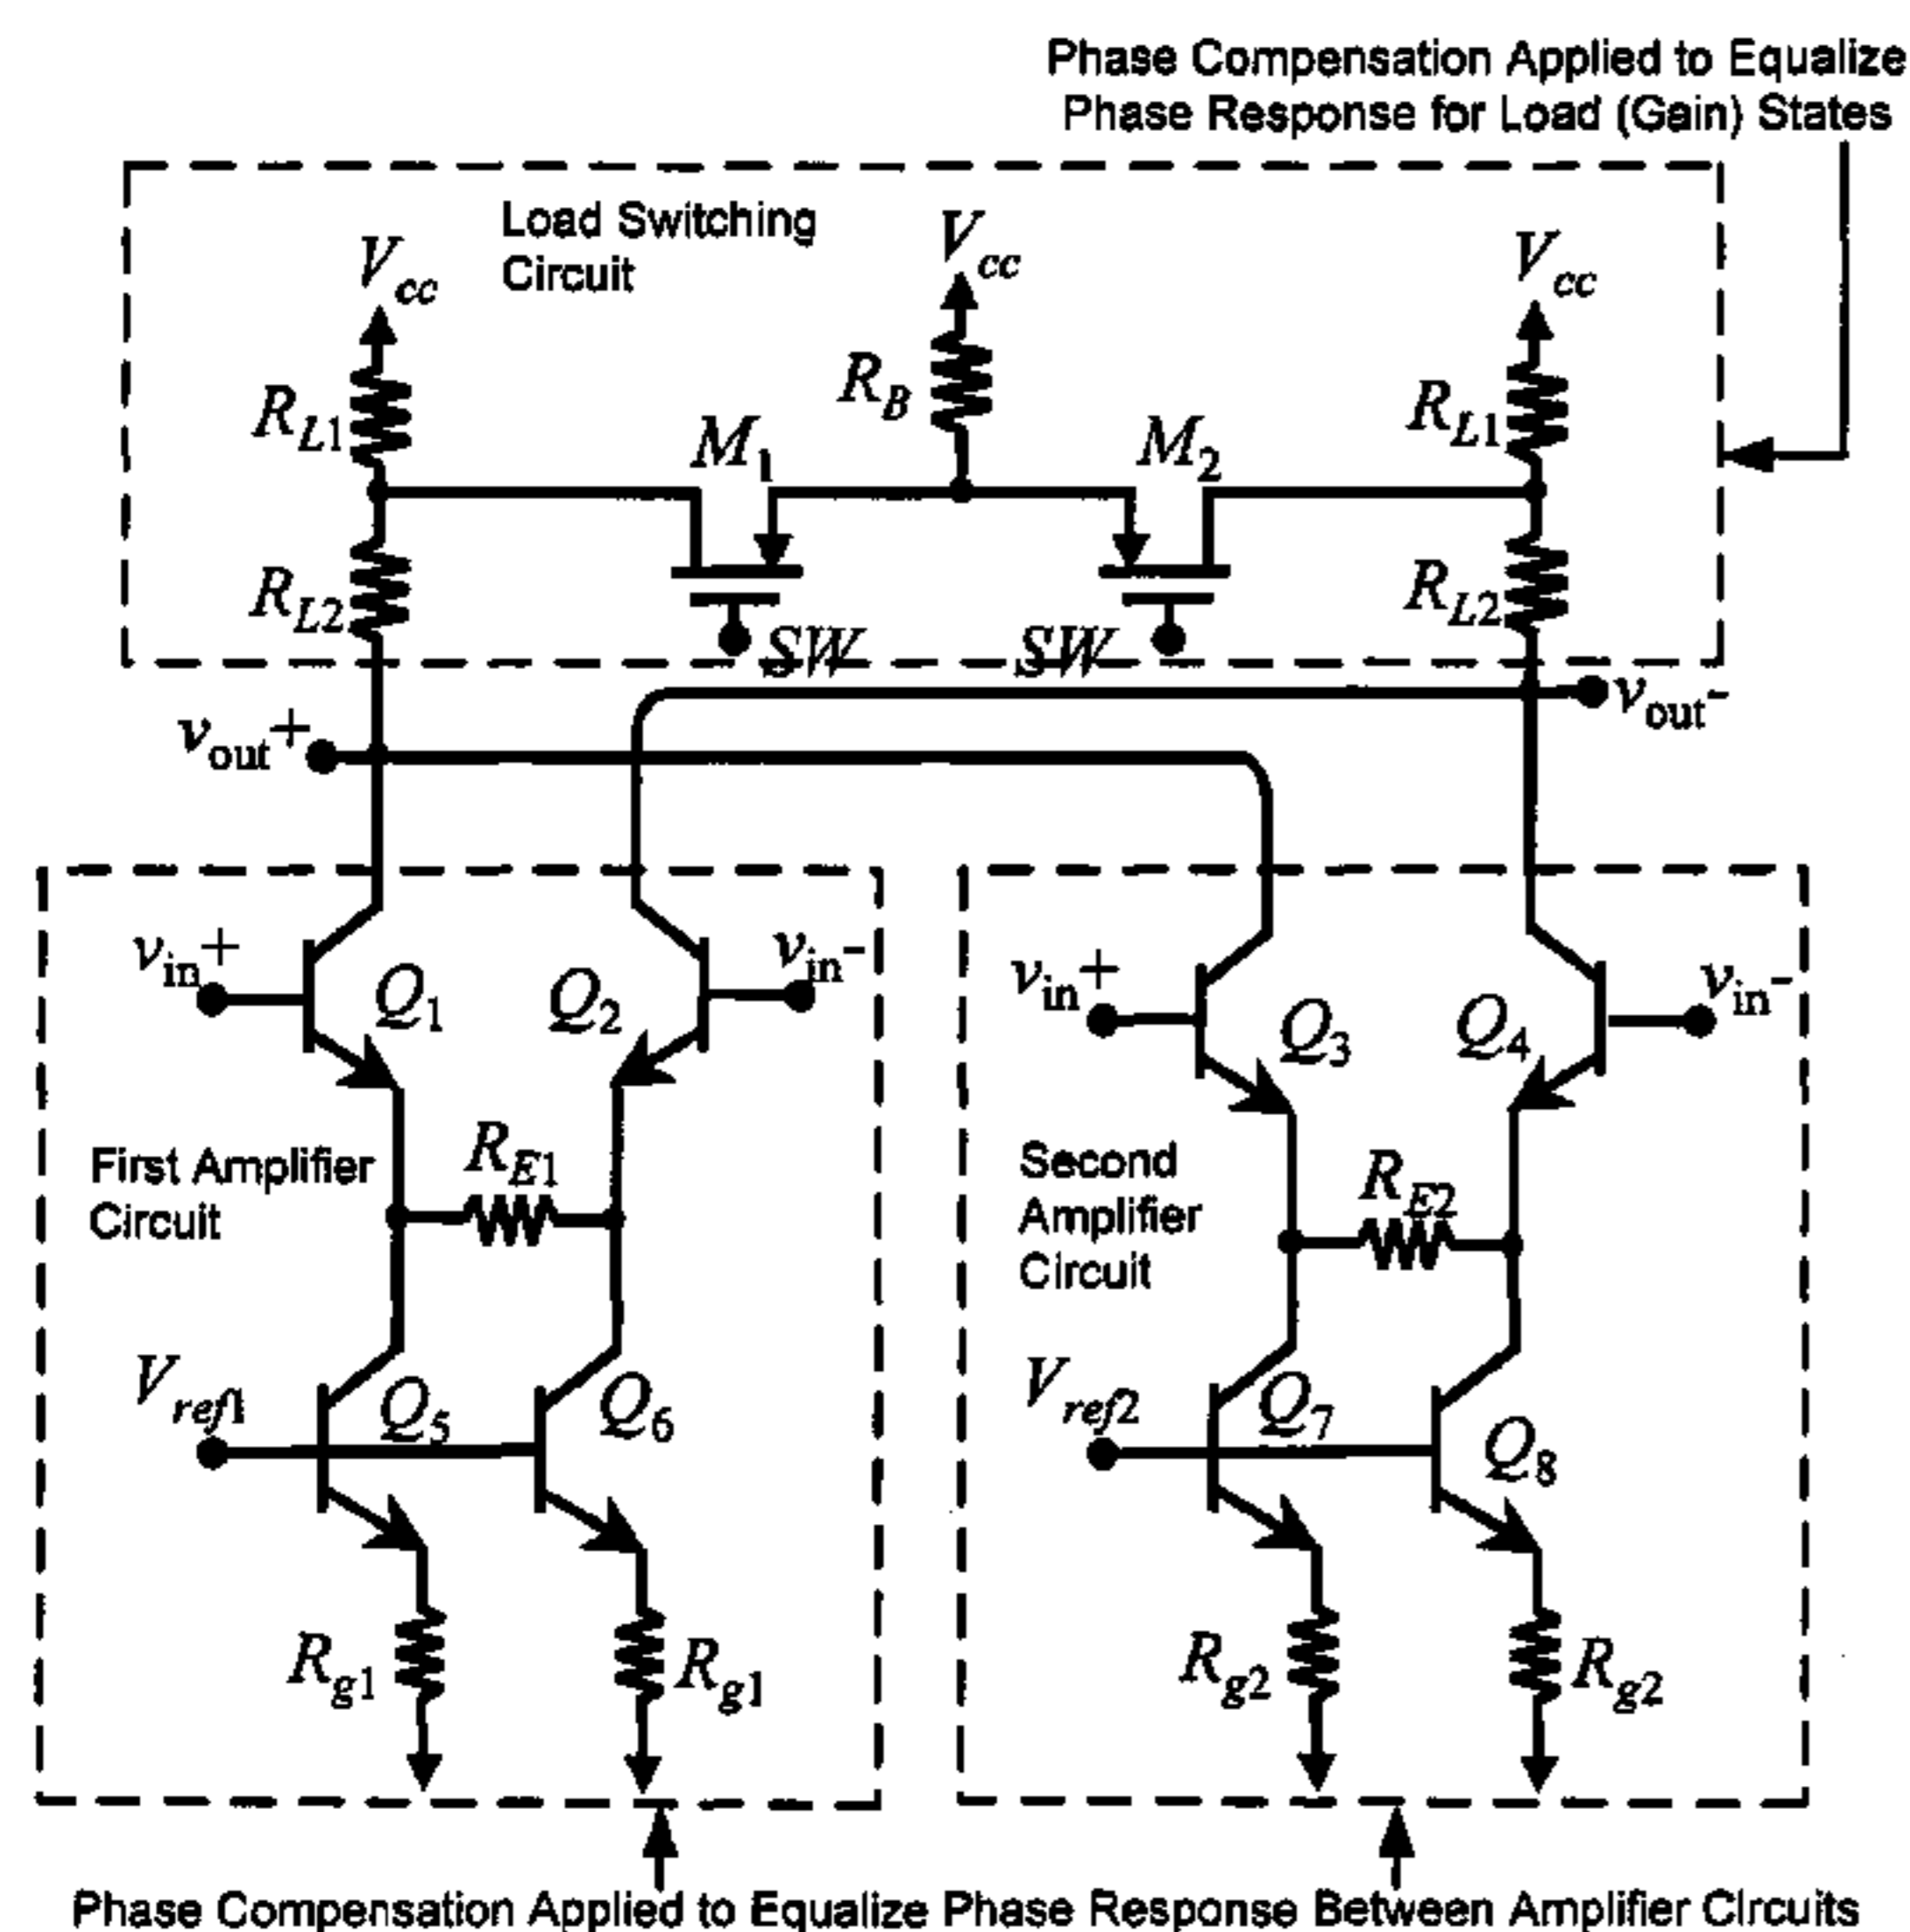 Phase Compensation Applied to Equalize
Phase Response for Load (Gain) States
Load Switching
Circuit
Vcc
Vcc
Vcc
RL1
RB
RL1
M1
M2
RL2
RL2
SW
SW
vout+
vout-
vin+
Q1
Q2
vin-
vin+
Q3
Q4
vin-
First Amplifier
Circuit
RE1
Second
Amplifier
Circuit
RE2
Vref1
Q5
Q6
Vref2
Q7
Q8
Rg1
Rg1
Rg2
Rg2
Phase Compensation Applied to Equalize Phase Response Between Amplifier Circuits